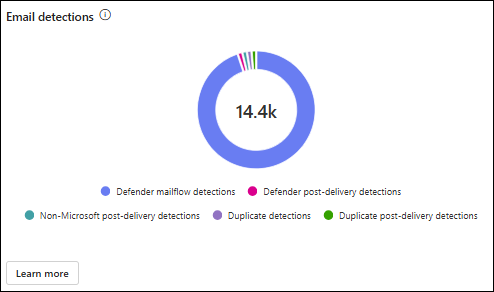 Email detections
14.4k
Defender mailflow detections Defender post-delivery detections
Non-Microsoft post-delivery detections Duplicate detections Duplicate post-delivery detections
Learn more